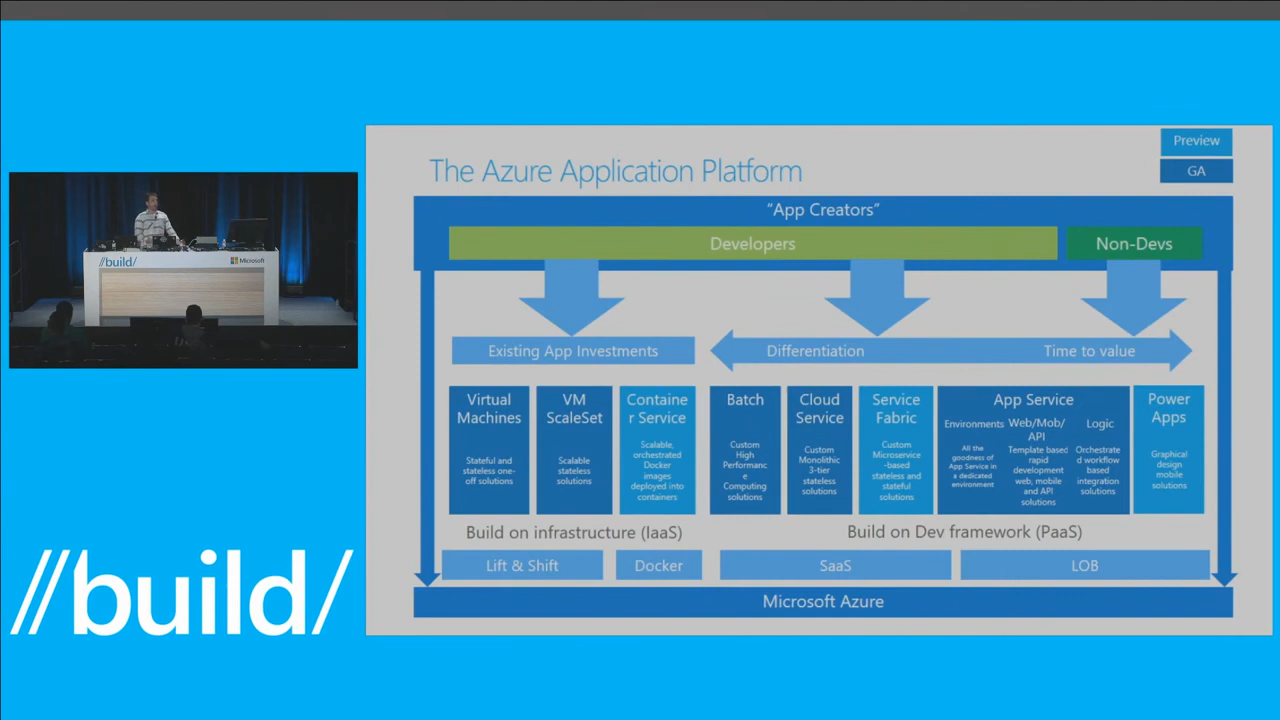 Preview
The Azure Application Platform
GA
"App Creators"
Developers
Non-Devs
Existing App Investments
Differentiation
Time to value
Virtual
Machines
Stateful and
stateless one-
off solutions
VM
ScaleSet
Scalable
stateless
solutions
Containe
r Service
Scalable,
orchestrated
Docker
images
deployed into
containers
Batch
Custom
High
Performanc
e
Computing
solutions
Cloud
Service
Custom
Monolithic
3-tier
stateless
solutions
Service
Fabric
Custom
Microservice
-based
stateless and
stateful
solutions
App Service
Environments
All the
goodness of
App Service in
a dedicated
environment
Web/Mob/
API
Template based
rapid
development
web, mobile
and API
solutions
Logic
Orchestrate
d workflow
based
integration
solutions
Power
Apps
Graphical
design
mobile
solutions
Build on infrastructure (IaaS)
Build on Dev framework (PaaS)
Lift & Shift
Docker
SaaS
LOB
Microsoft Azure
//build/
Microsoft
//build/